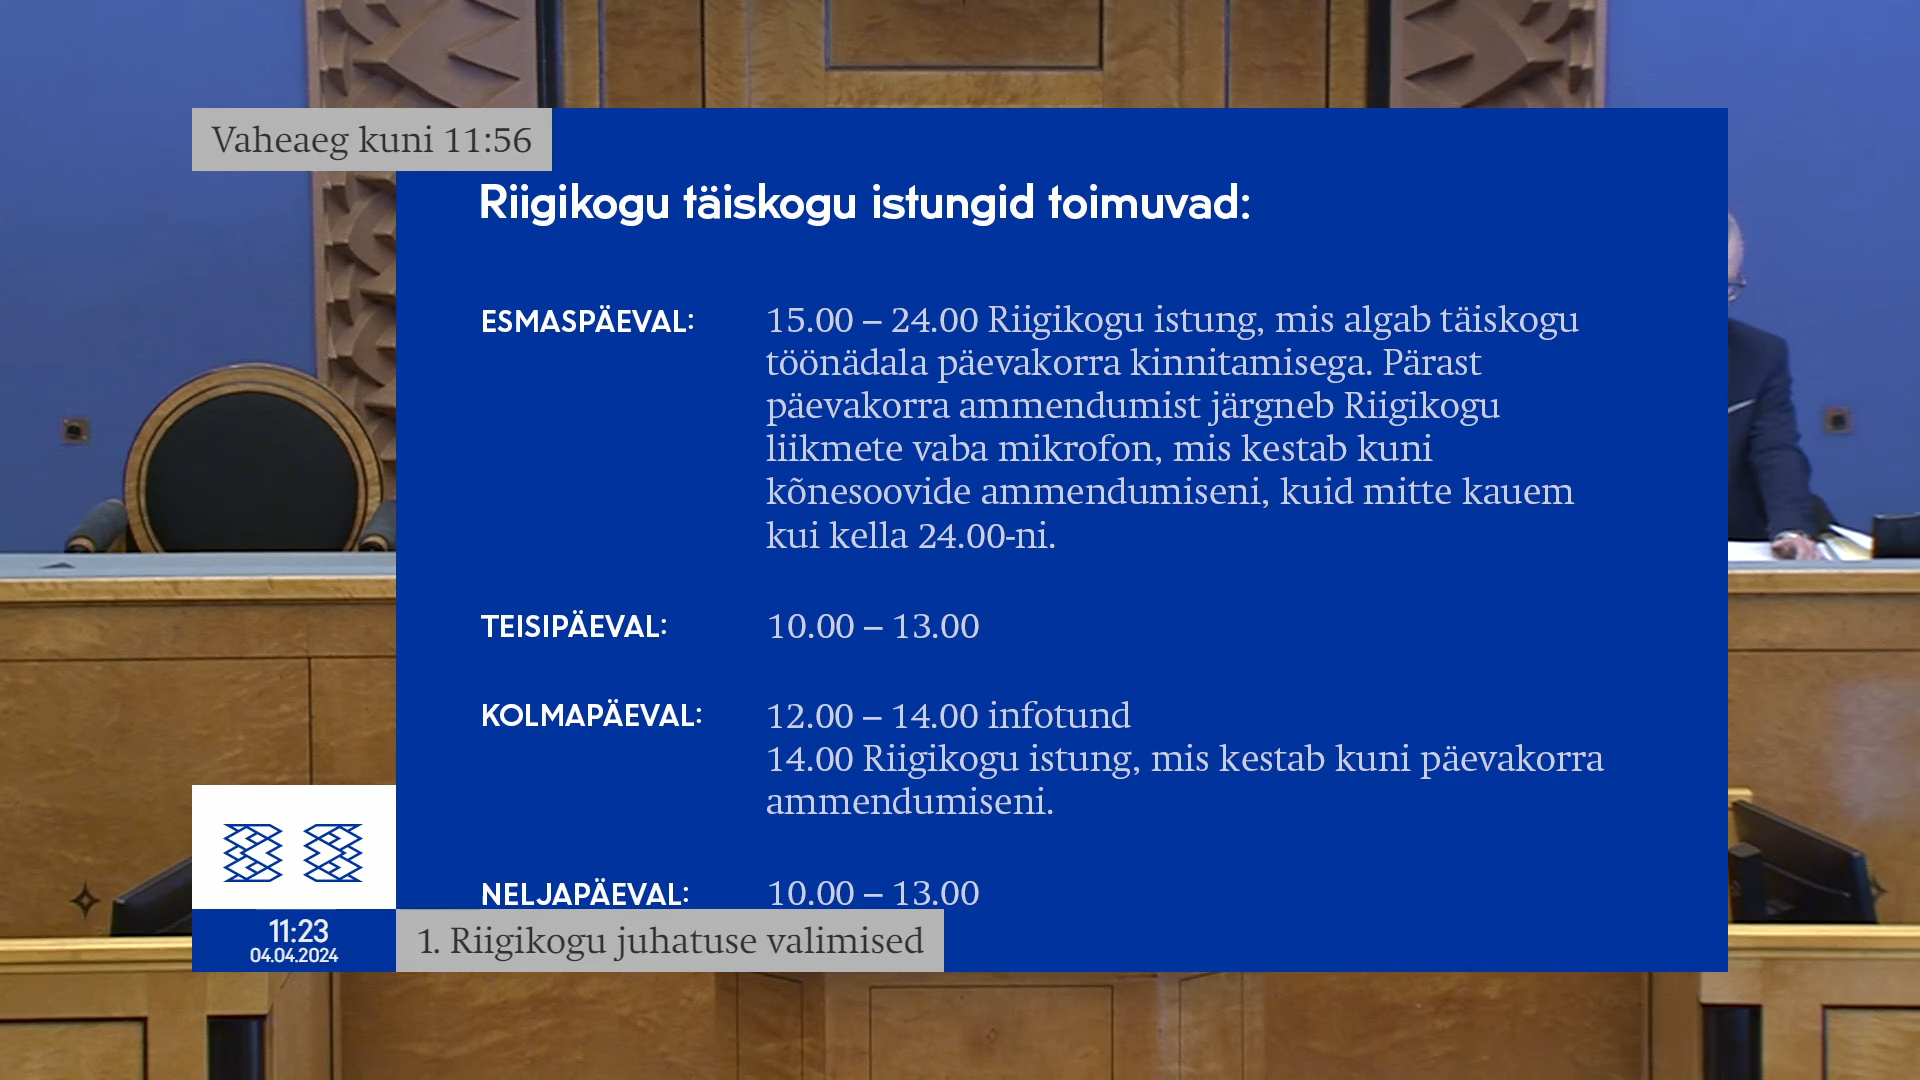 Vaheaeg kuni 11:56
Riigikogu täiskogu istungid toimuvad:
ESMASPÄEVAL:
15.00 – 24.00 Riigikogu istung, mis algab täiskogu
töönädala päevakorra kinnitamisega. Pärast
päevakorra ammendumist järgneb Riigikogu
liikmete vaba mikrofon, mis kestab kuni
kõnesoovide ammendumiseni, kuid mitte kauem
kui kella 24.00-ni.
TEISIPÄEVAL:
10.00 – 13.00
KOLMAPÄEVAL:
12.00 – 14.00 infotund
14.00 Riigikogu istung, mis kestab kuni päevakorra
ammendumiseni.
NELJAPÄEVAL:
10.00 – 13.00
11:23
04.04.2024
1. Riigikogu juhatuse valimised